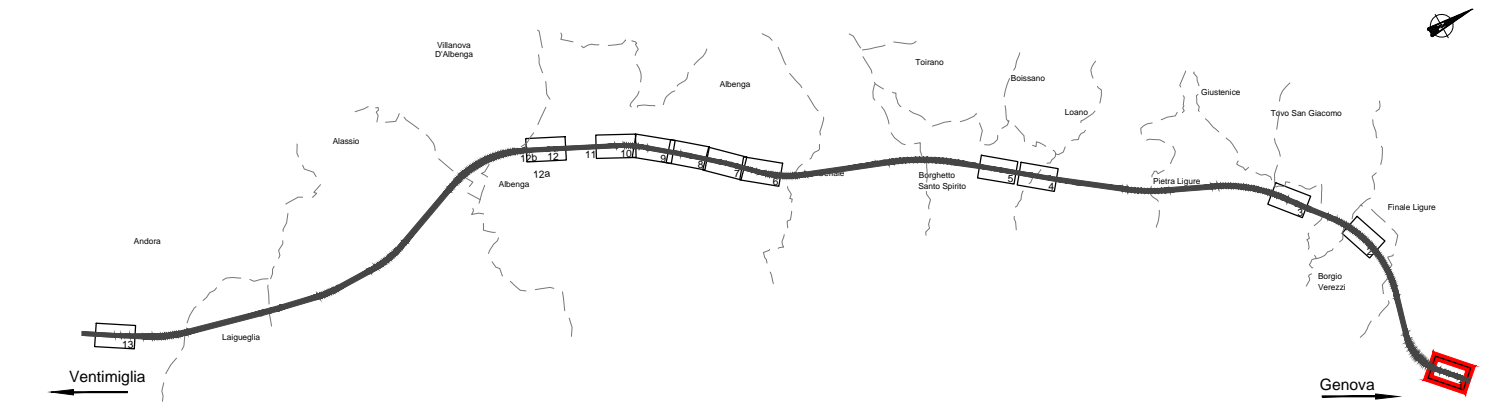 Villanova
D'Albenga
Toirano
Boissano
Albenga
Giustenice
Loano
Tovo San Giacomo
Alassio
12b
12
11
10
9
8
7
6
5
4
3
2
1
12a
Albenga
Borghetto
Santo Spirito
Pietra Ligure
Finale Ligure
Andora
Borgio
Verezzi
Laigueglia
13
Ventimiglia
Genova